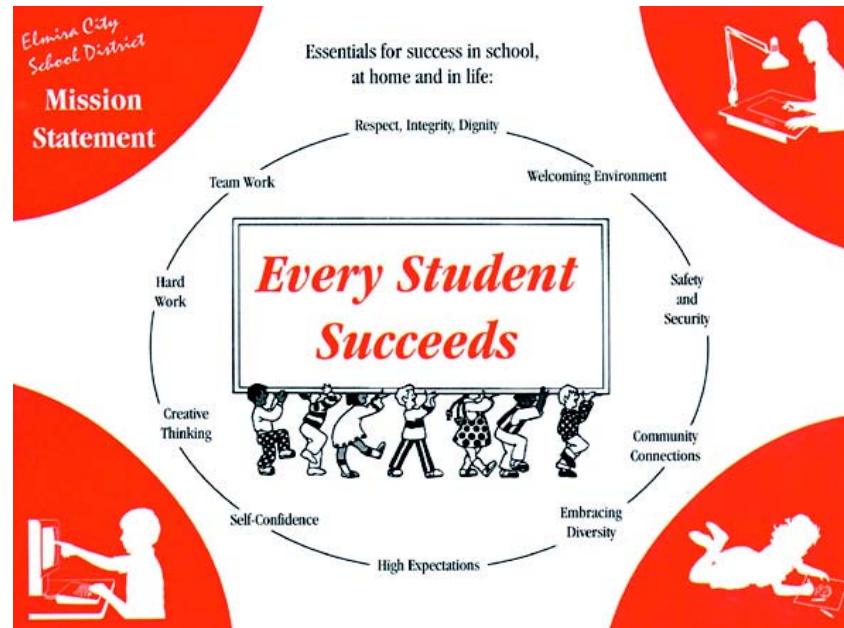 Elmira City
School District
Mission
Statement
Essentials for success in school,
at home and in life:
Respect, Integrity, Dignity
Welcoming Environment
Safety
and
Security
Community
Connections
Embracing
Diversity
High Expectations
Self-Confidence
Creative
Thinking
Hard
Work
Team Work
Every Student
Succeeds